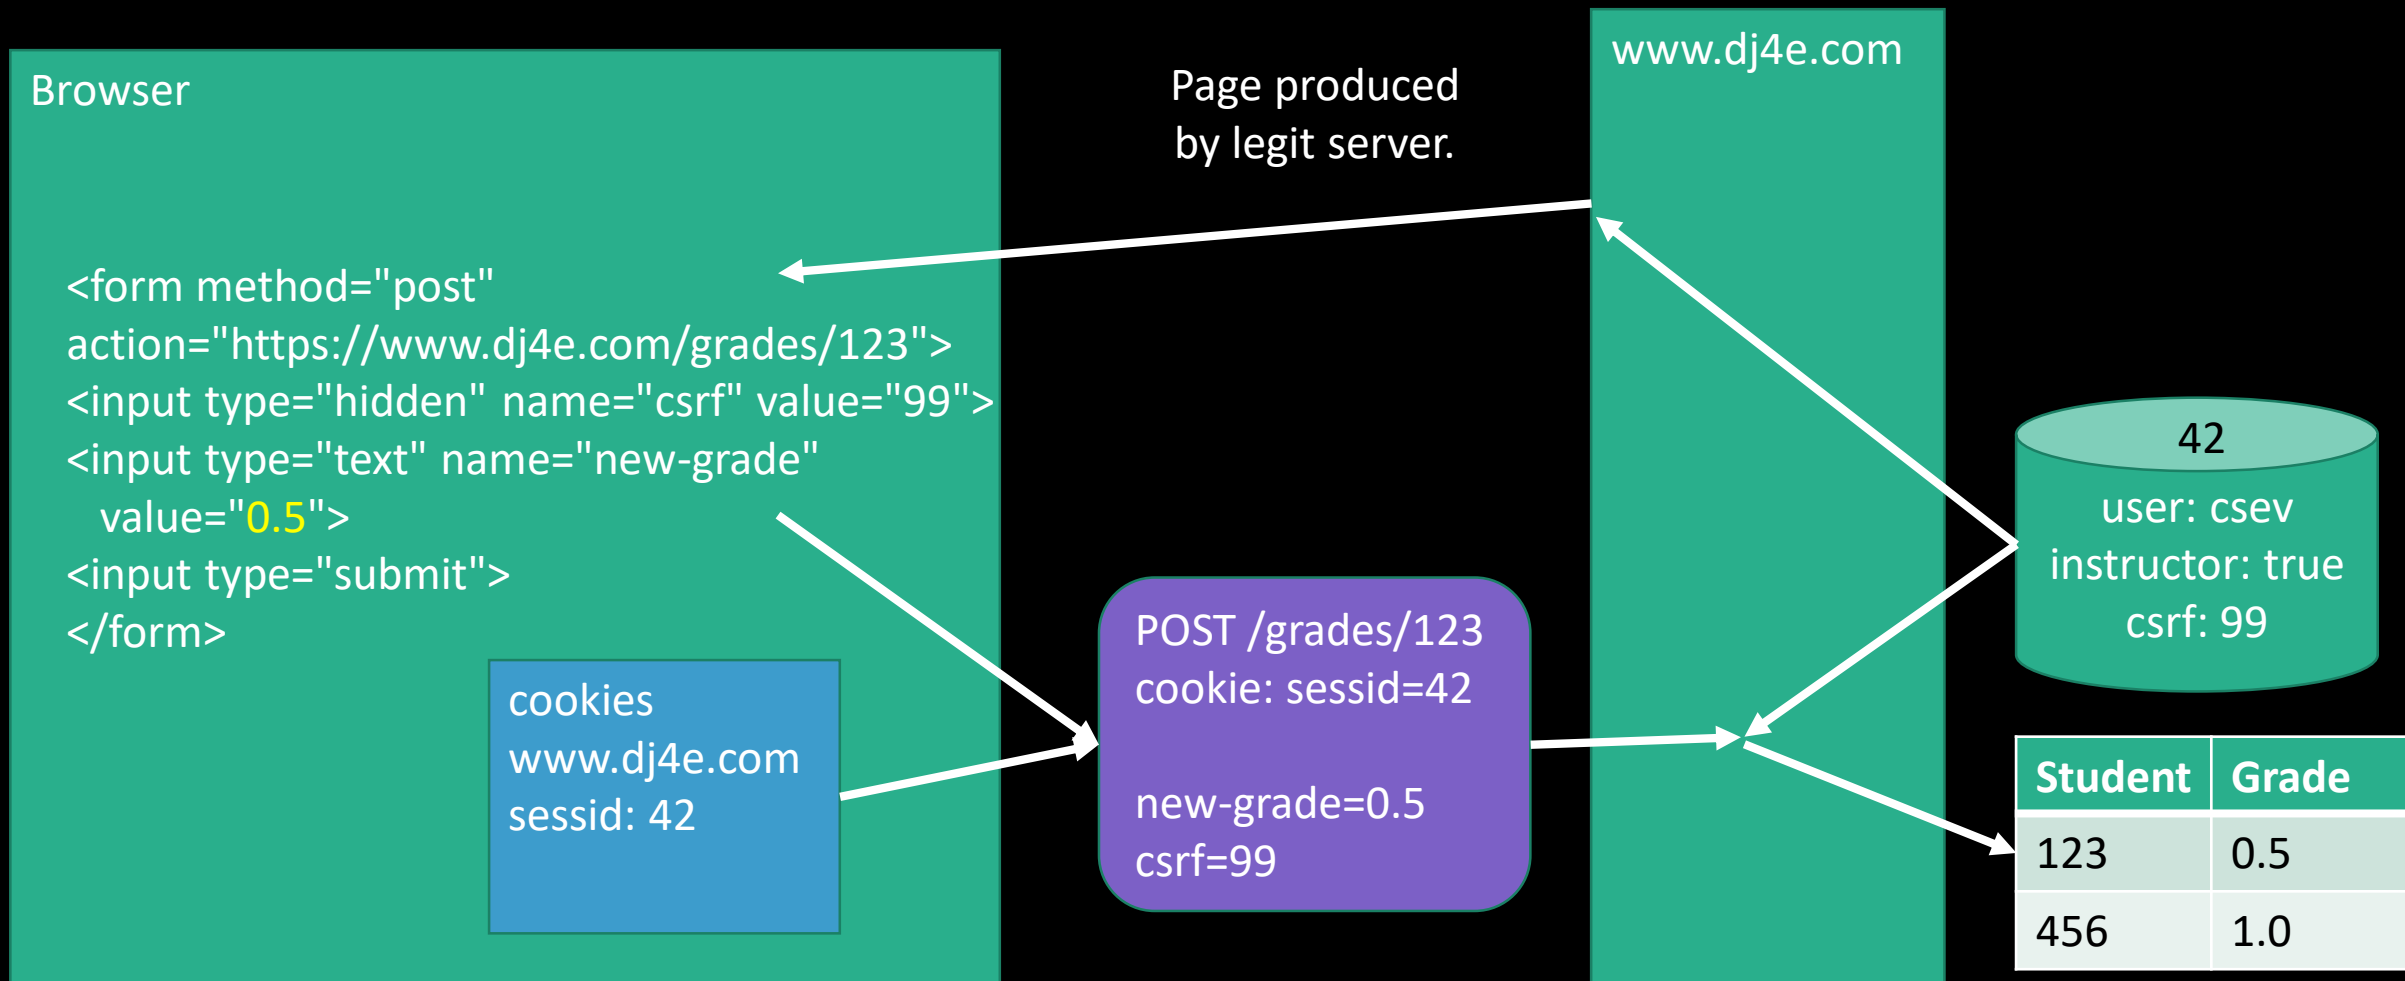 Browser
<form method="post"
action="https://www.dj4e.com/grades/123">
<input type="hidden" name="csrf" value="99">
<input type="text" name="new-grade"
value="0.5">
<input type="submit">
</form>
cookies
www.dj4e.com
sessid: 42
Page produced
by legit server.
POST /grades/123
cookie: sessid=42
new-grade=0.5
csrf=99
www.dj4e.com
42
user: csev
instructor: true
csrf: 99
Student Grade
123 0.5
456 1.0